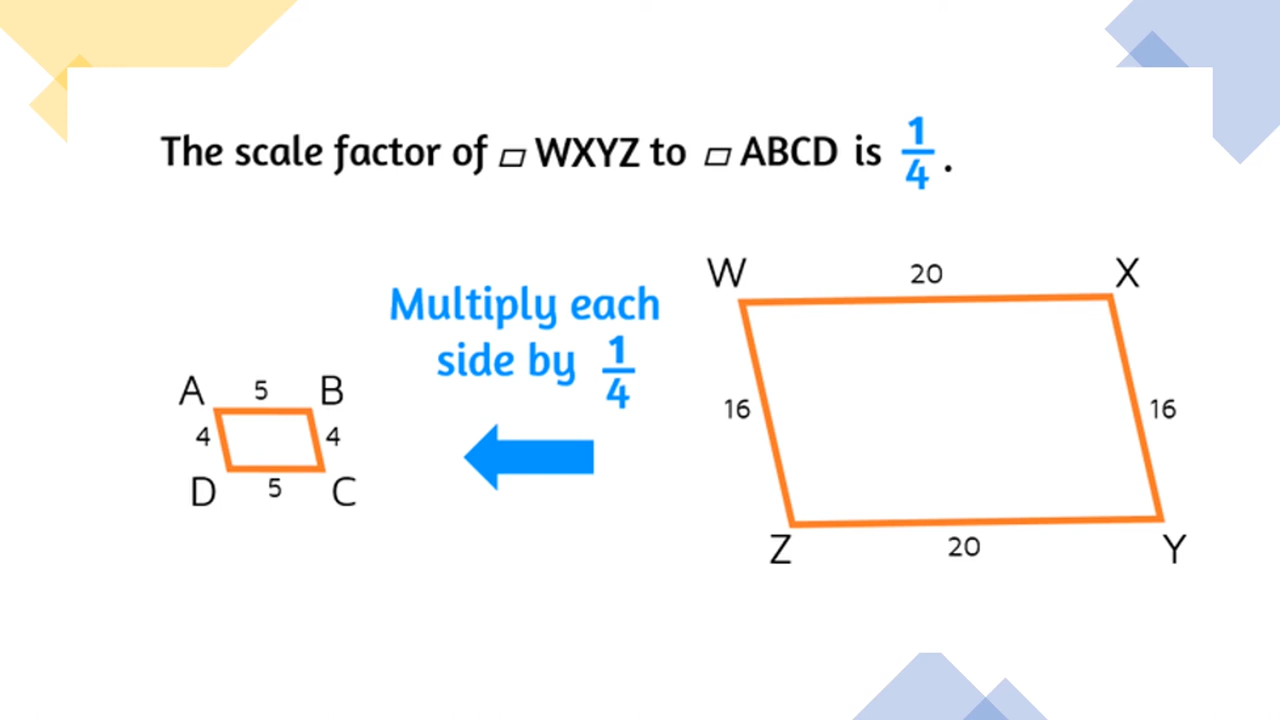 The scale factor of ▱ WXYZ to ▱ ABCD is 1/4.
Multiply each
side by 1/4
W 20 X
16 16
Z 20 Y
A 5 B
4 4
D 5 C